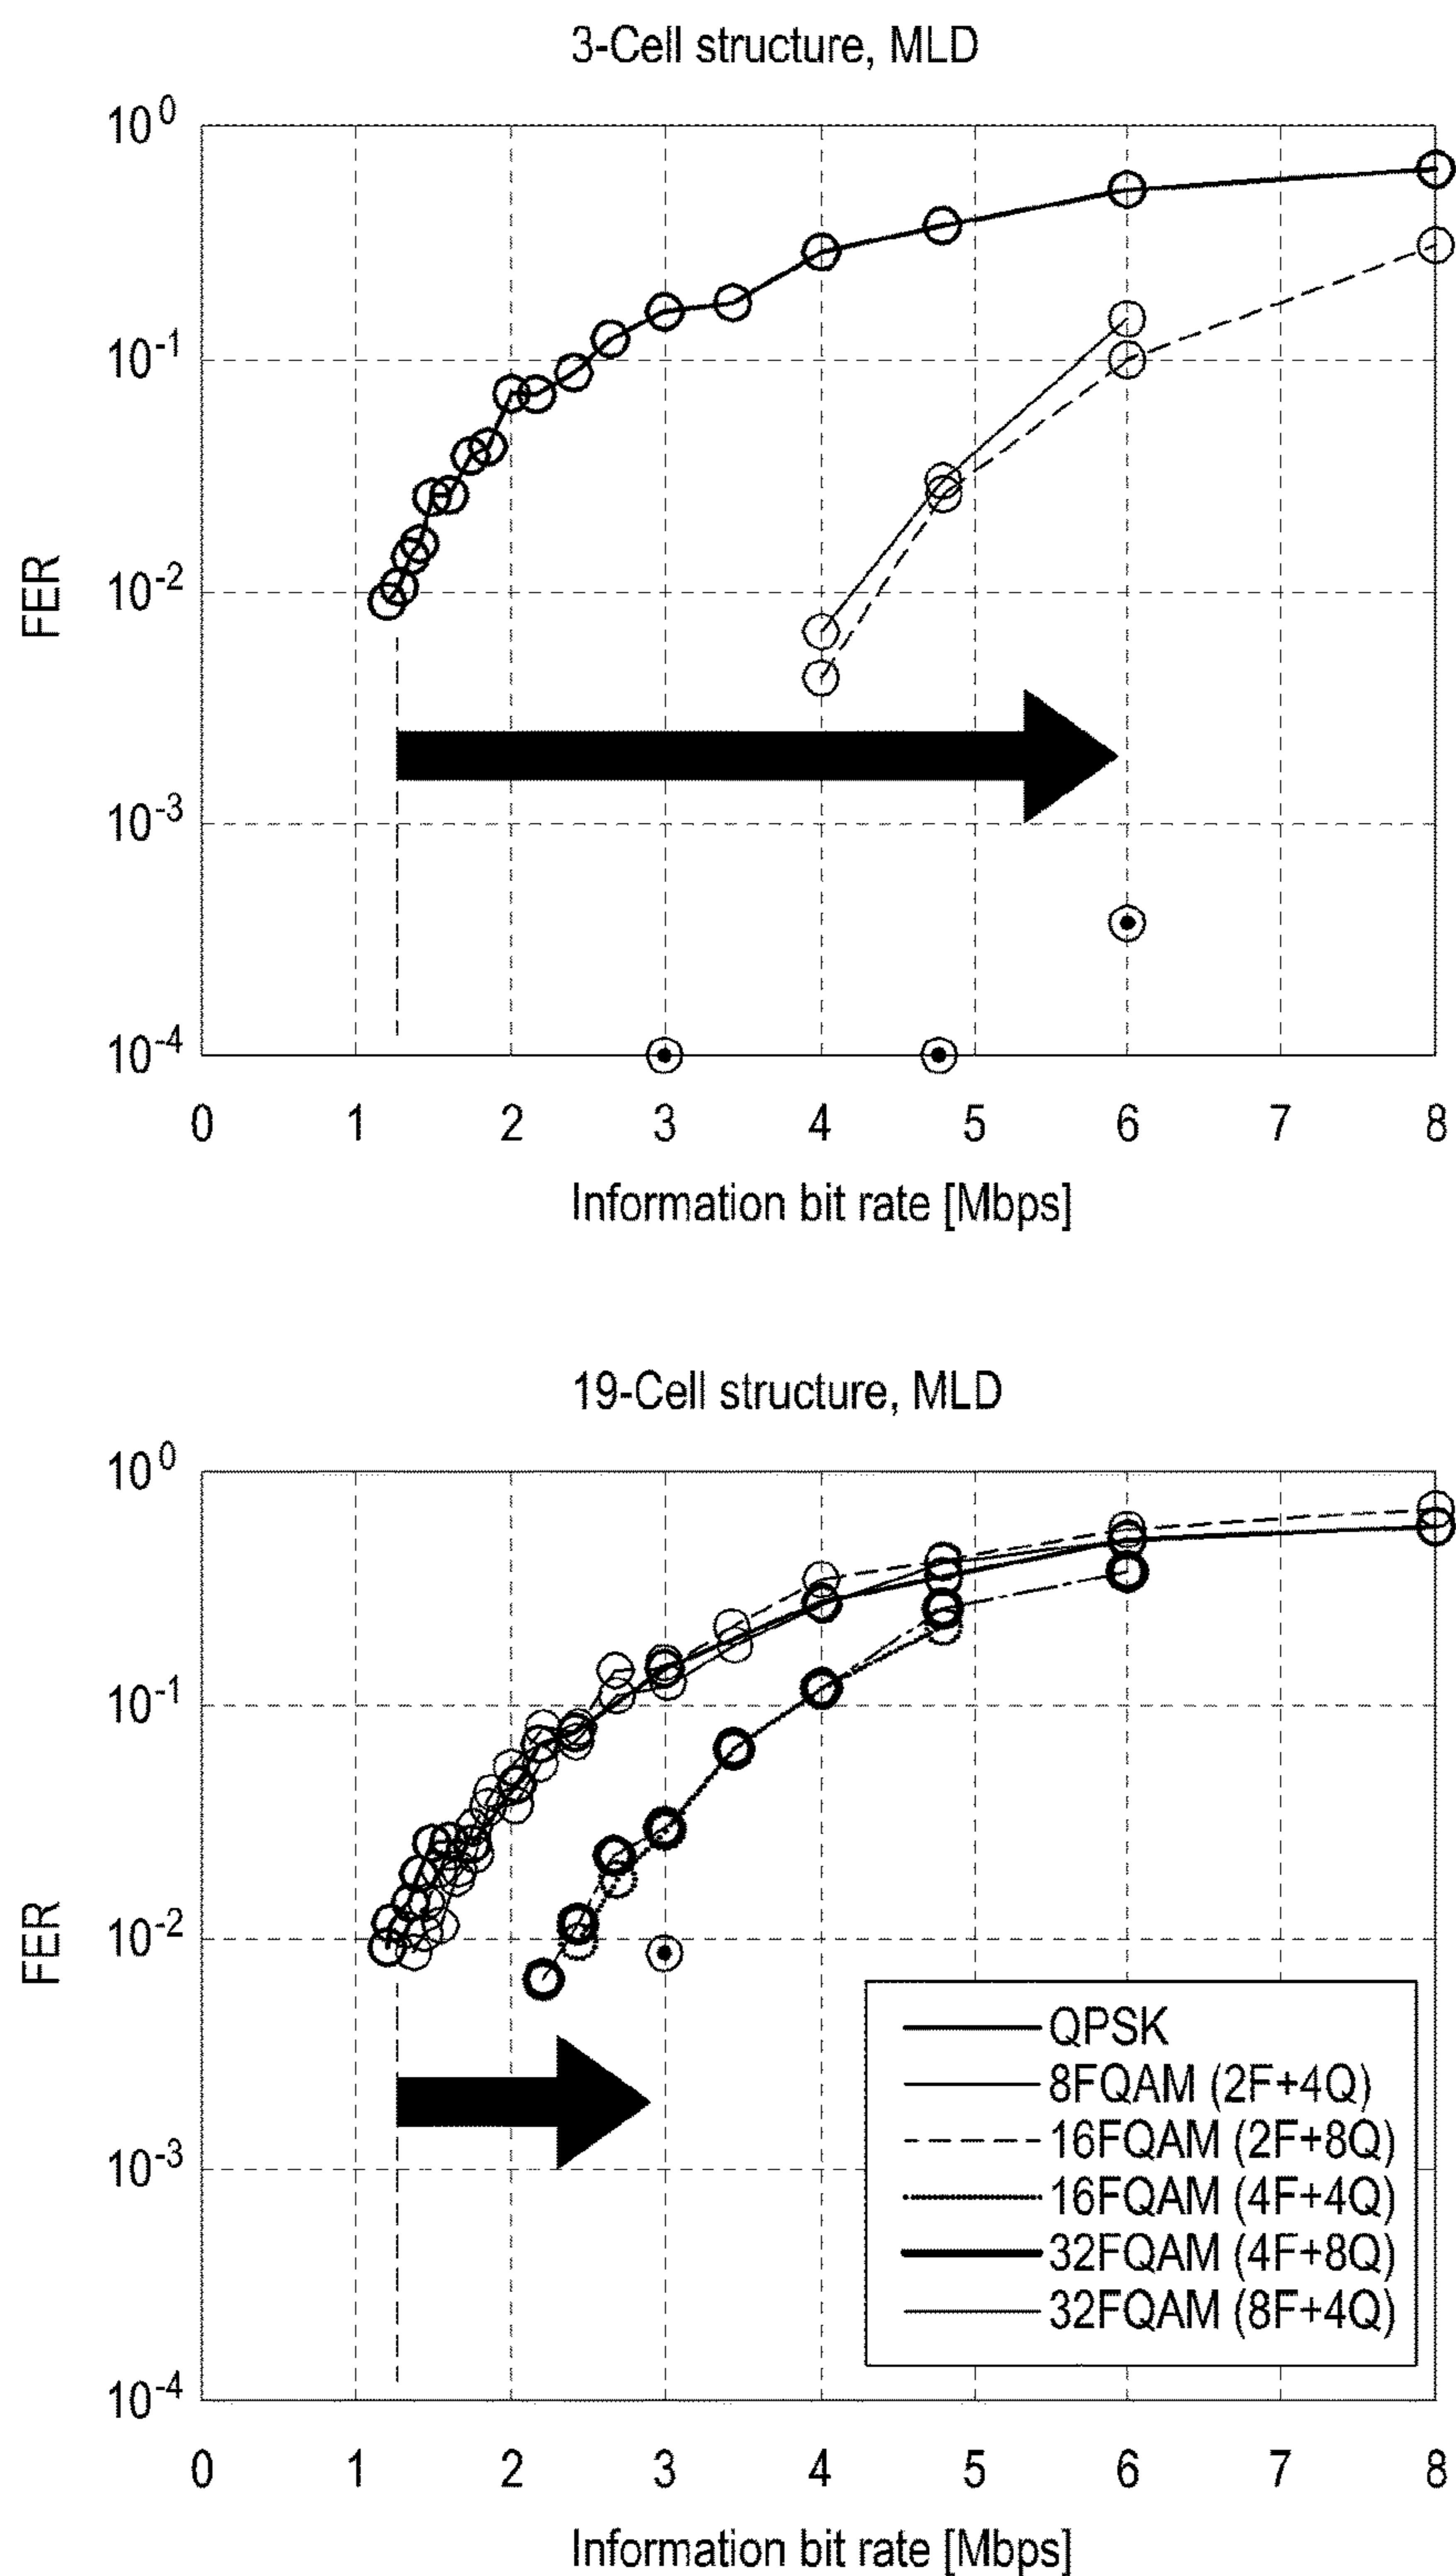 3-Cell structure, MLD
10^0
10^-1
10^-2
10^-3
10^-4
FER
0 1 2 3 4 5 6 7 8
Information bit rate [Mbps]
19-Cell structure, MLD
10^0
10^-1
10^-2
10^-3
10^-4
FER
QPSK
8FQAM (2F+4Q)
16FQAM (2F+8Q)
16FQAM (4F+4Q)
32FQAM (4F+8Q)
32FQAM (8F+4Q)
0 1 2 3 4 5 6 7 8
Information bit rate [Mbps]